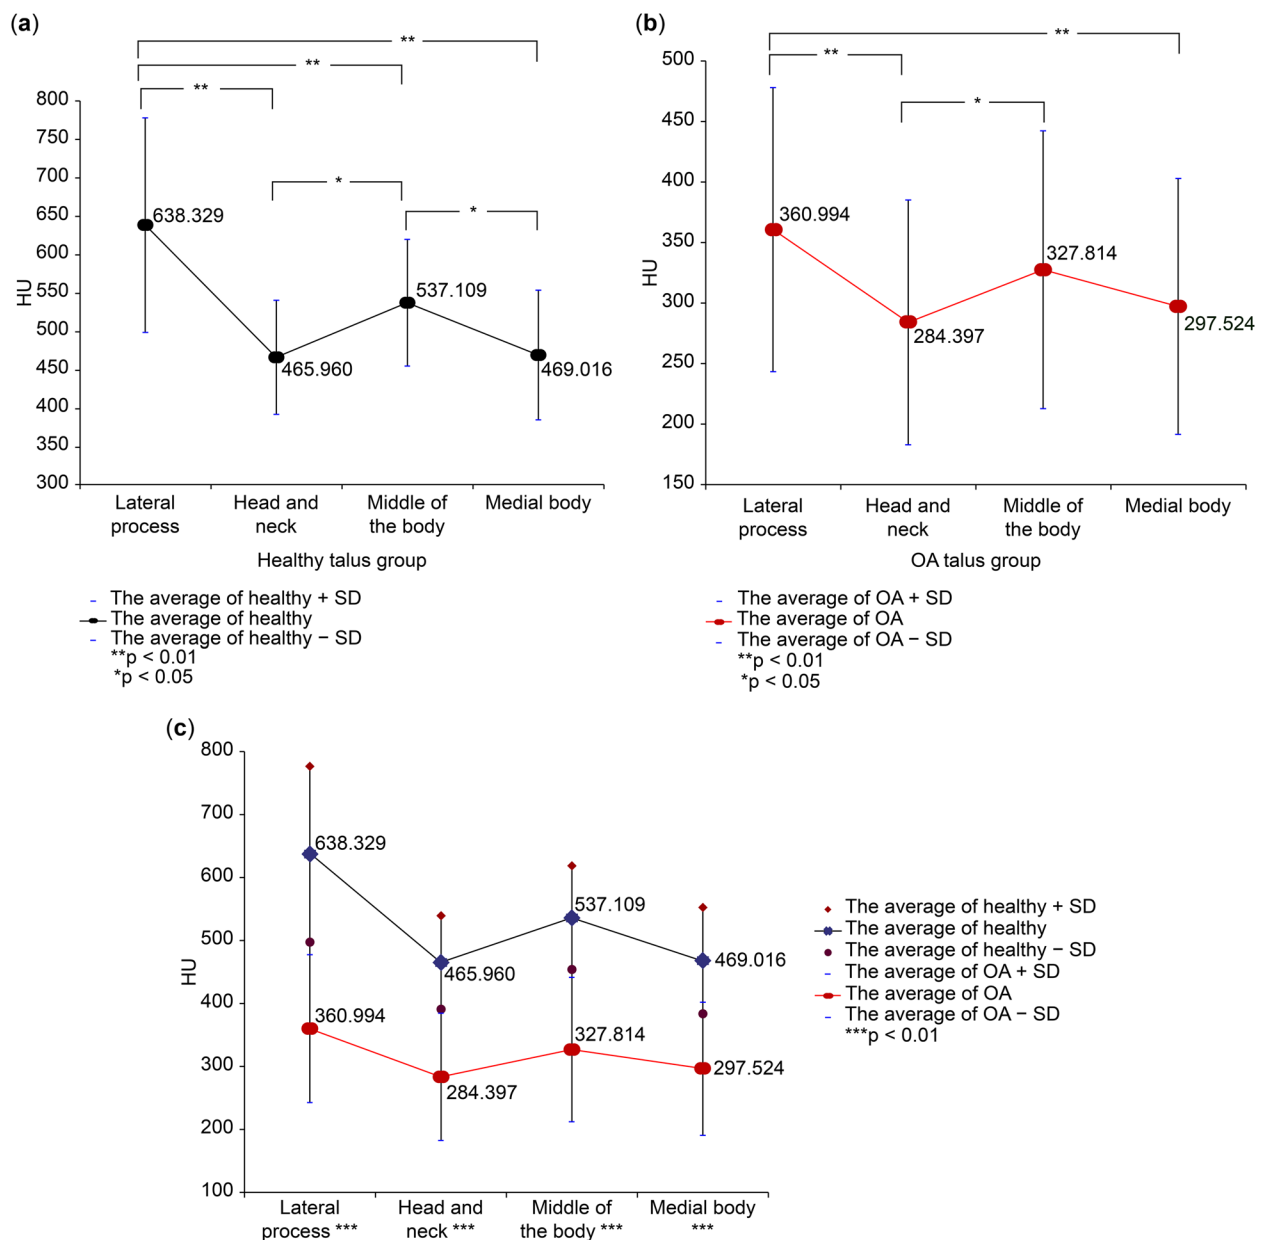 (a)
**
**
**
*
*
800
750
700
650
600
550
500
450
400
350
300
HU
638.329
465.960
537.109
469.016
Lateral process
Head and neck
Middle of the body
Medial body
Healthy talus group
The average of healthy + SD
The average of healthy
The average of healthy − SD
**p < 0.01
*p < 0.05
(b)
**
**
*
500
450
400
350
300
250
200
150
HU
360.994
284.397
327.814
297.524
Lateral process
Head and neck
Middle of the body
Medial body
OA talus group
The average of OA + SD
The average of OA
The average of OA − SD
**p < 0.01
*p < 0.05
(c)
800
700
600
500
400
300
200
100
HU
638.329
465.960
537.109
469.016
360.994
284.397
327.814
297.524
Lateral process ***
Head and neck ***
Middle of the body ***
Medial body ***
The average of healthy + SD
The average of healthy
The average of healthy − SD
The average of OA + SD
The average of OA
The average of OA − SD
***p < 0.01